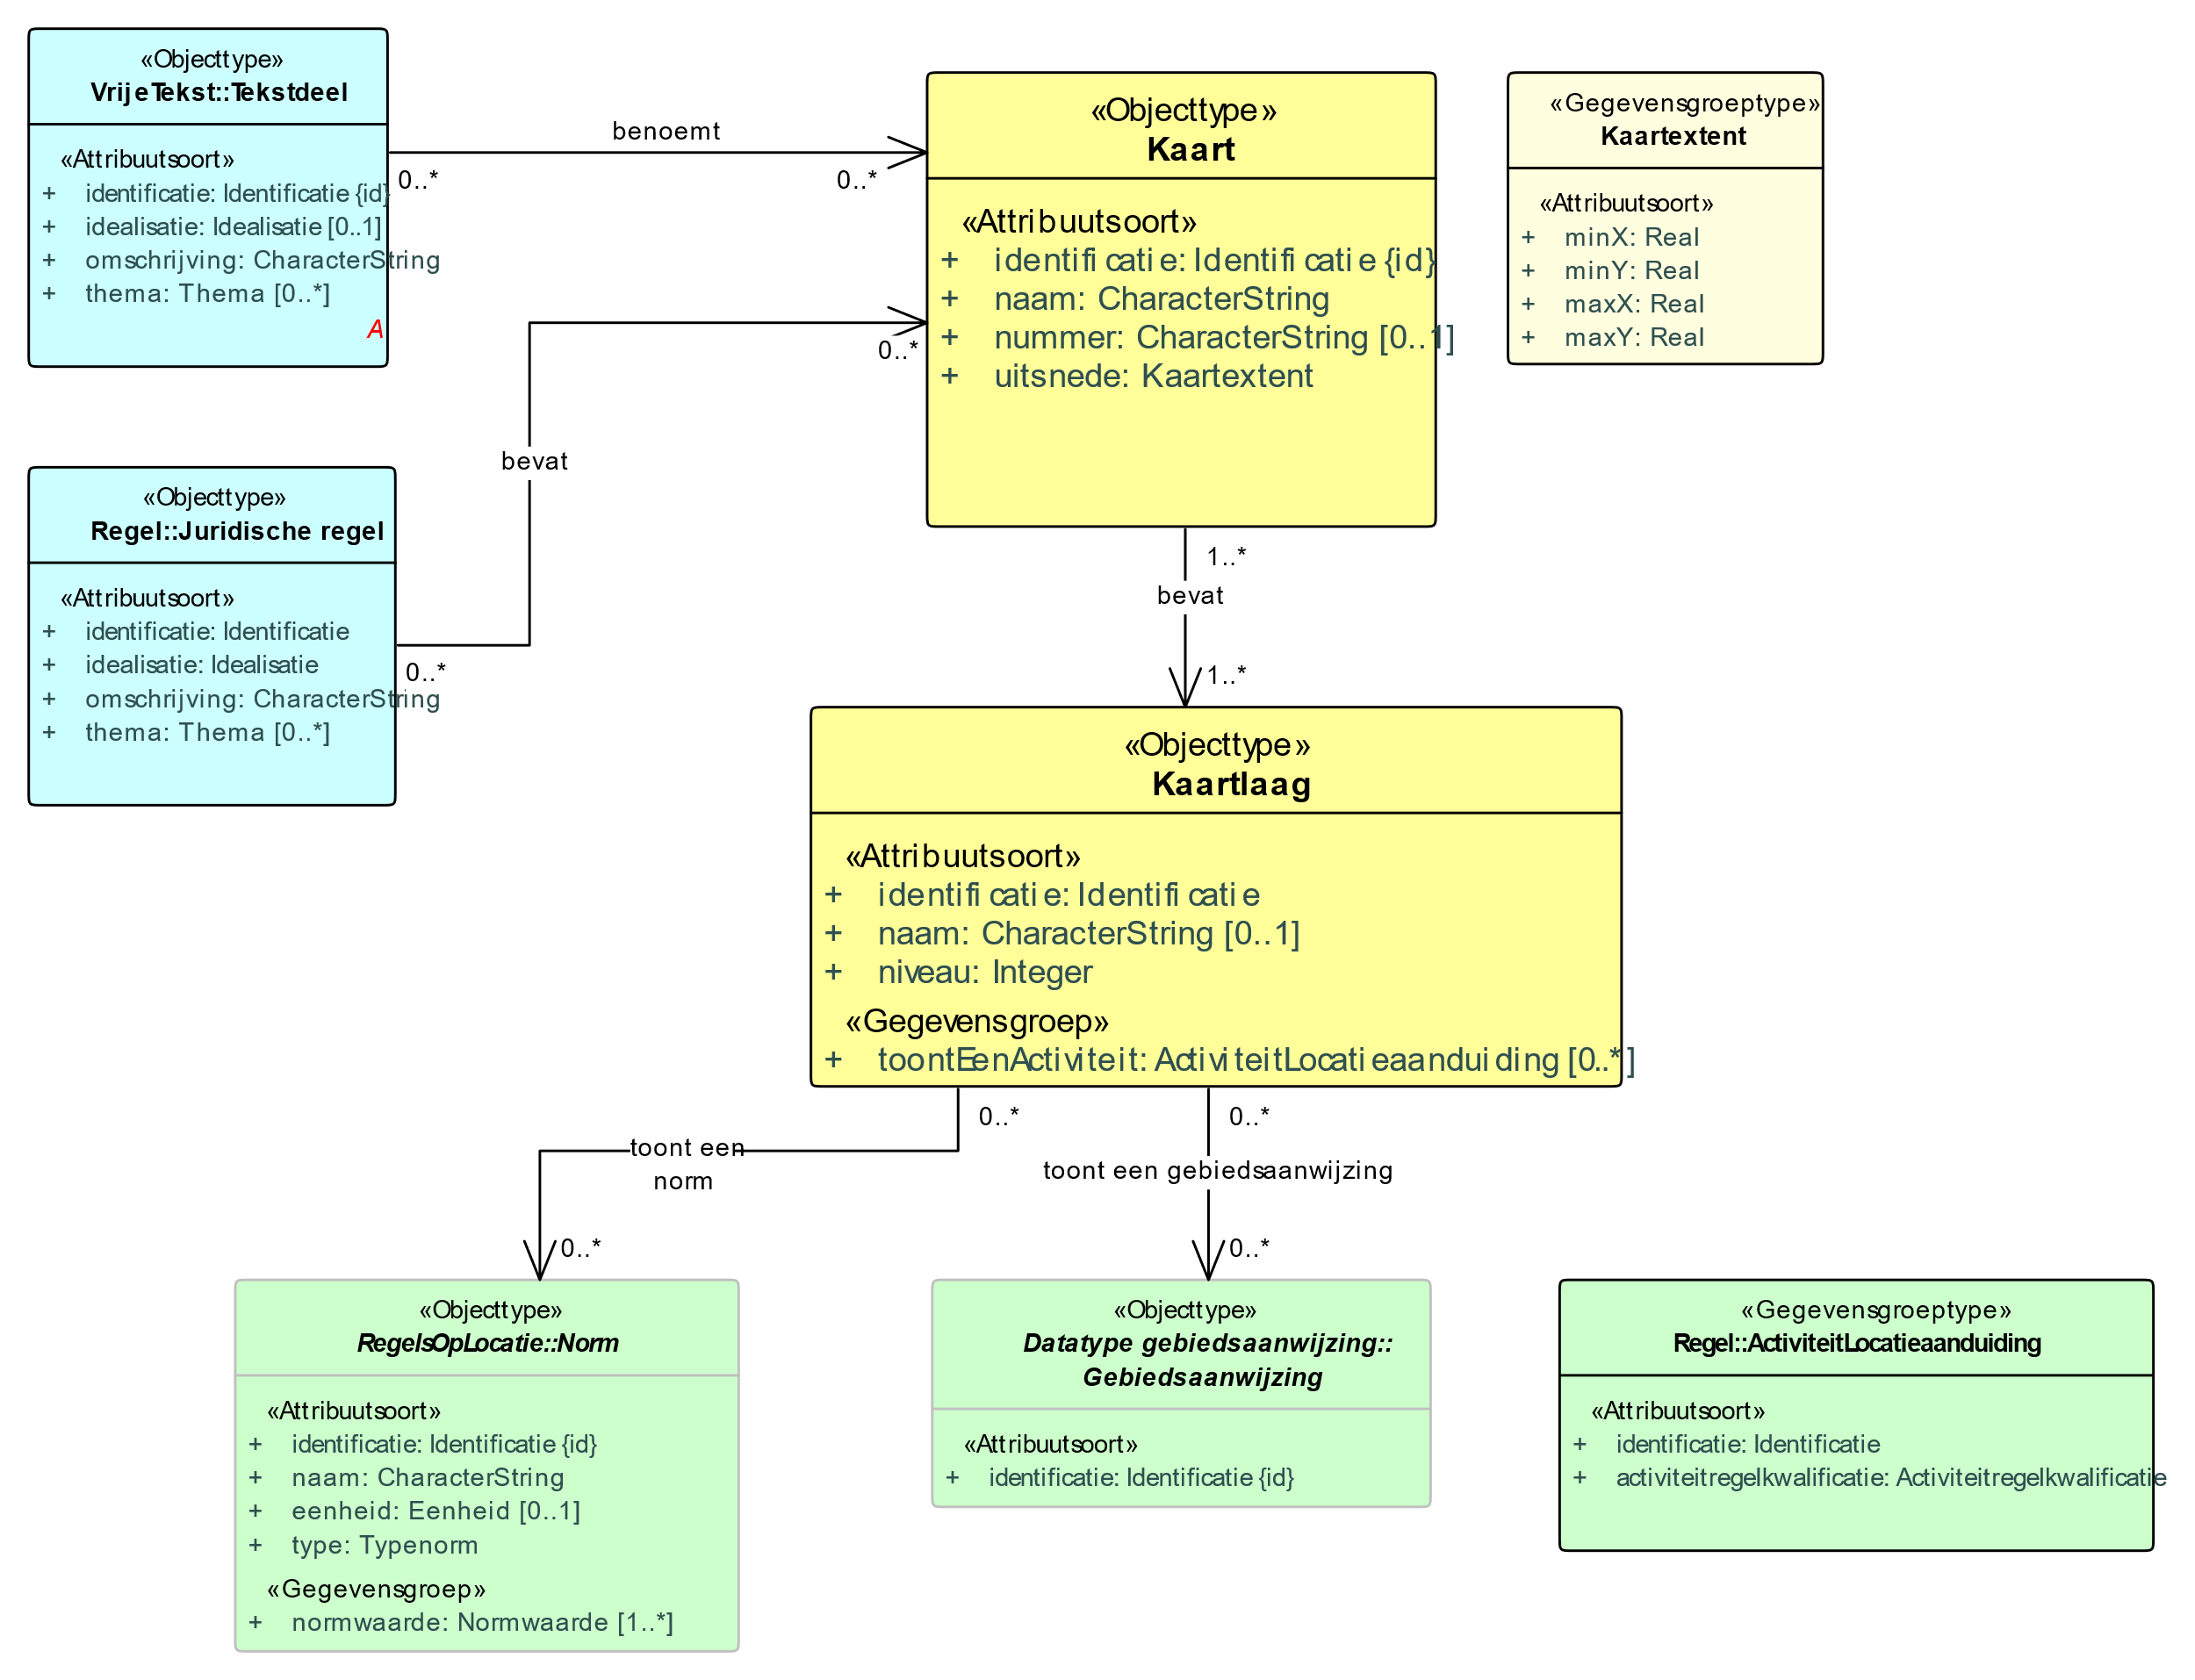 «Objecttype»
VrijeTekst::Tekstdeel
«Attribuutsoort»
+ identificatie: Identificatie {id}
+ idealisatie: Idealisatie [0..1]
+ omschrijving: CharacterString
+ thema: Thema [0..*]
A
benoemt
0..*
0..*
«Objecttype»
Kaart
«Attribuutsoort»
+ identificatie: Identificatie {id}
+ naam: CharacterString
+ nummer: CharacterString [0..1]
+ uitsnede: Kaartextent
«Gegevensgroeptype»
Kaartextent
«Attribuutsoort»
+ minX: Real
+ minY: Real
+ maxX: Real
+ maxY: Real
0..*
bevat
«Objecttype»
Regel::Juridische regel
«Attribuutsoort»
+ identificatie: Identificatie
+ idealisatie: Idealisatie
+ omschrijving: CharacterString
+ thema: Thema [0..*]
0..*
1..*
bevat
1..*
«Objecttype»
Kaartlaag
«Attribuutsoort»
+ identificatie: Identificatie
+ naam: CharacterString [0..1]
+ niveau: Integer
«Gegevensgroep»
+ toontEenActiviteit: ActiviteitLocatieaanduiding [0..*]
0..*
0..*
toont een
norm
toont een gebiedsaanwijzing
0..*
0..*
«Objecttype»
RegelsOpLocatie::Norm
«Attribuutsoort»
+ identificatie: Identificatie {id}
+ naam: CharacterString
+ eenheid: Eenheid [0..1]
+ type: Typenorm
«Gegevensgroep»
+ normwaarde: Normwaarde [1..*]
«Objecttype»
Datatype gebiedsaanwijzing::
Gebiedsaanwijzing
«Attribuutsoort»
+ identificatie: Identificatie {id}
«Gegevensgroeptype»
Regel::ActiviteitLocatieaanduiding
«Attribuutsoort»
+ identificatie: Identificatie
+ activiteitregelkwalificatie: Activiteitregelkwalificatie